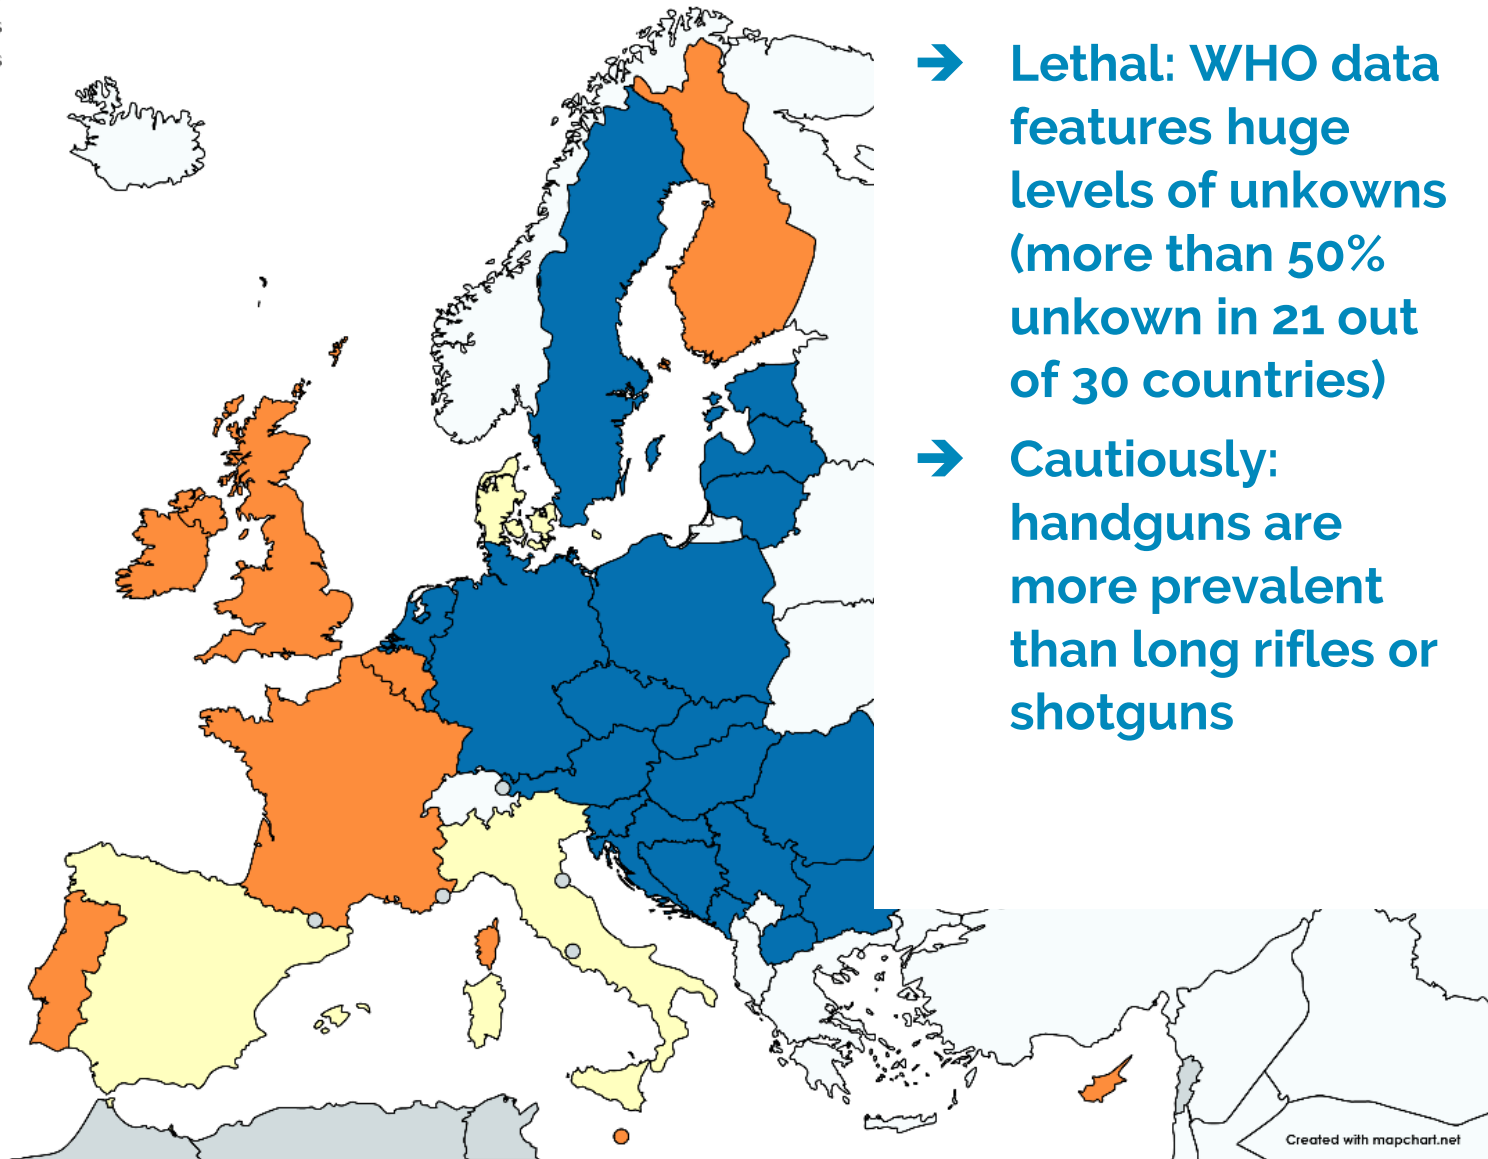 ➔ Lethal: WHO data
features huge
levels of unkowns
(more than 50%
unkown in 21 out
of 30 countries)
➔ Cautiously:
handguns are
more prevalent
than long rifles or
shotguns
Created with mapchart.net